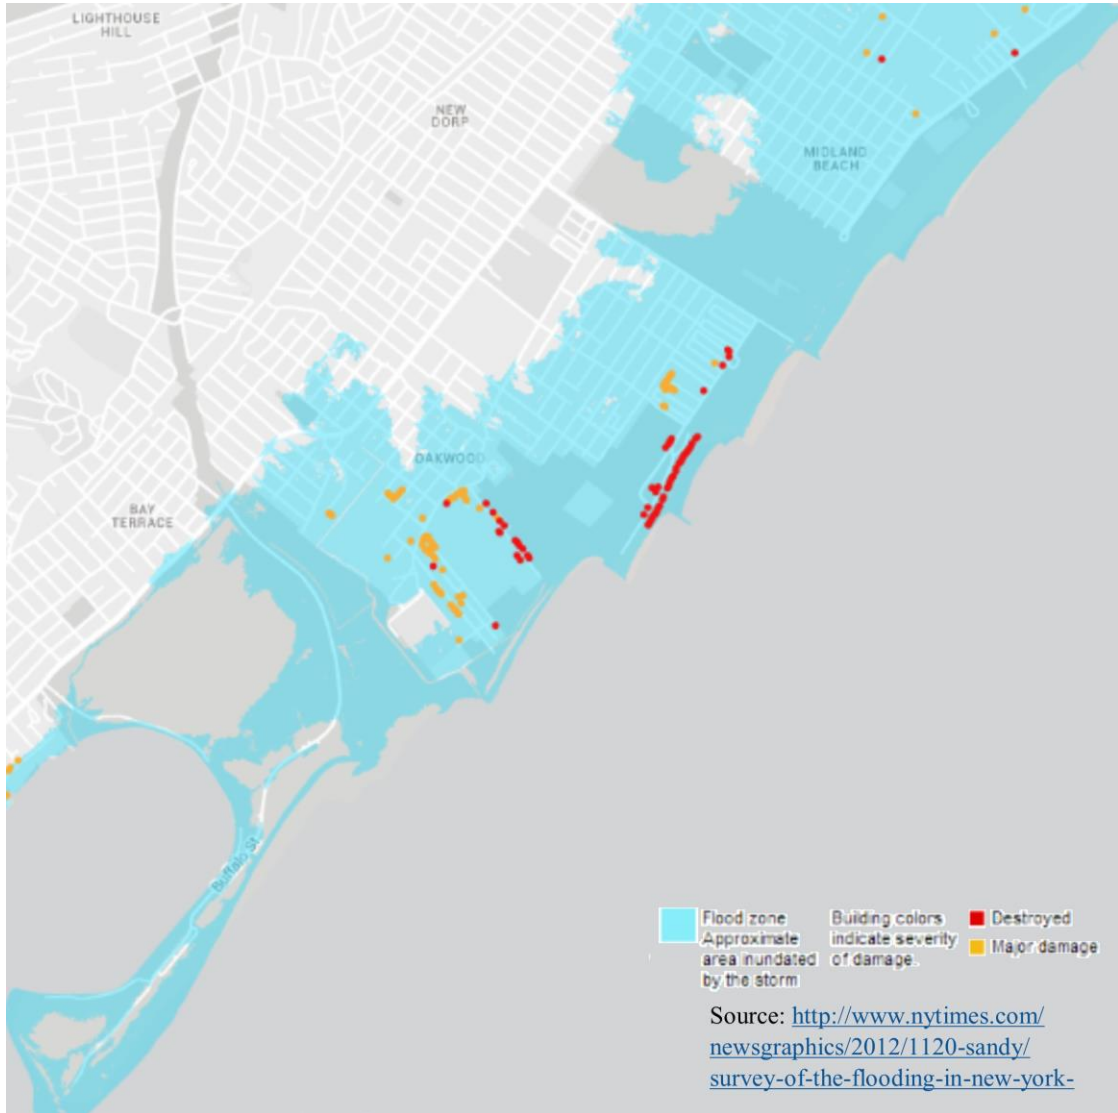 LIGHTHOUSE
HILL
NEW
DORP
MIDLAND
BEACH
OAKWOOD
BAY
TERRACE
Buffalo St
Flood zone
Approximate
area inundated
by the storm
Building colors
indicate severity
of damage.
Destroyed
Major damage
Source: http://www.nytimes.com/
newsgraphics/2012/1120-sandy/
survey-of-the-flooding-in-new-york-